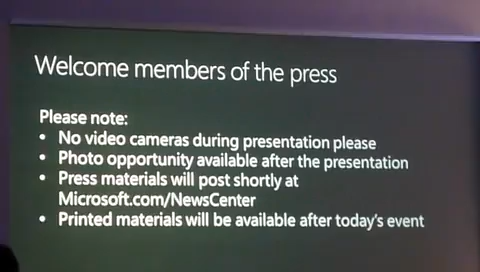 Welcome members of the press
Please note:
• No video cameras during presentation please
• Photo opportunity available after the presentation
• Press materials will post shortly at
Microsoft.com/NewsCenter
• Printed materials will be available after today's event